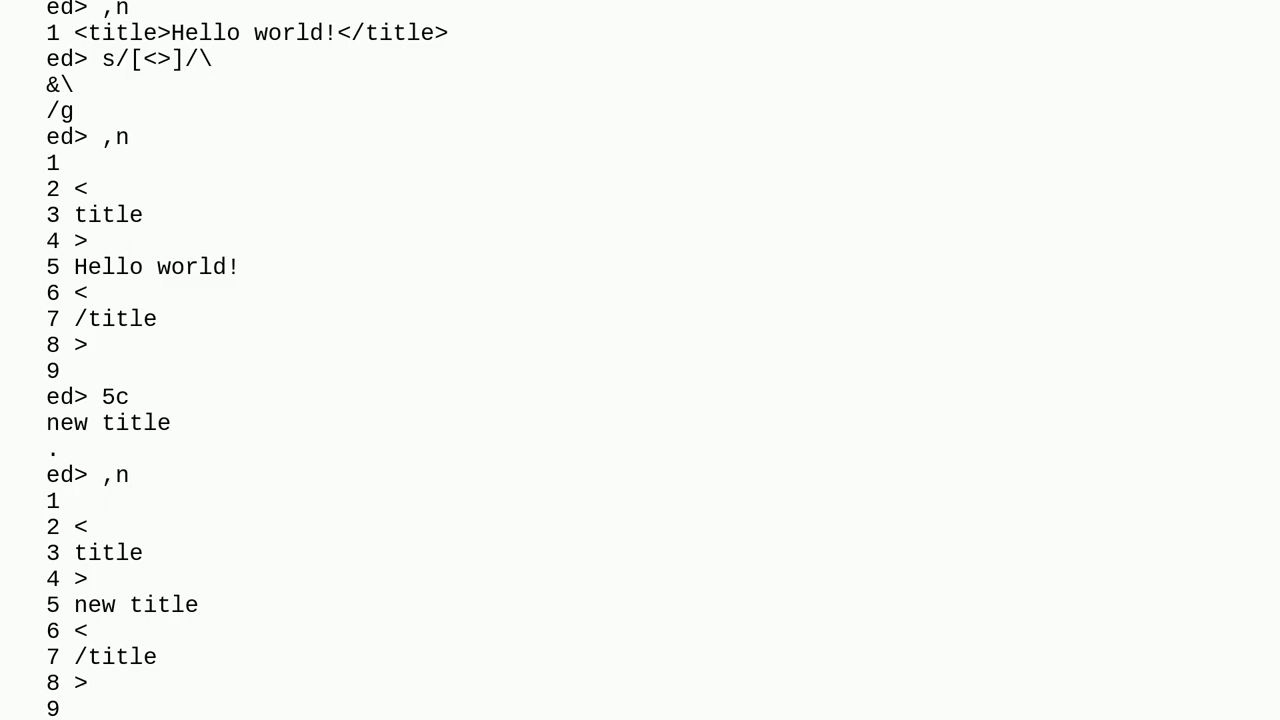 ed> ,n
1 <title>Hello world!</title>
ed> s/[<>]/\
&\
/g
ed> ,n
1
2 <
3 title
4 >
5 Hello world!
6 <
7 /title
8 >
9
ed> 5c
new title
.
ed> ,n
1
2 <
3 title
4 >
5 new title
6 <
7 /title
8 >
9